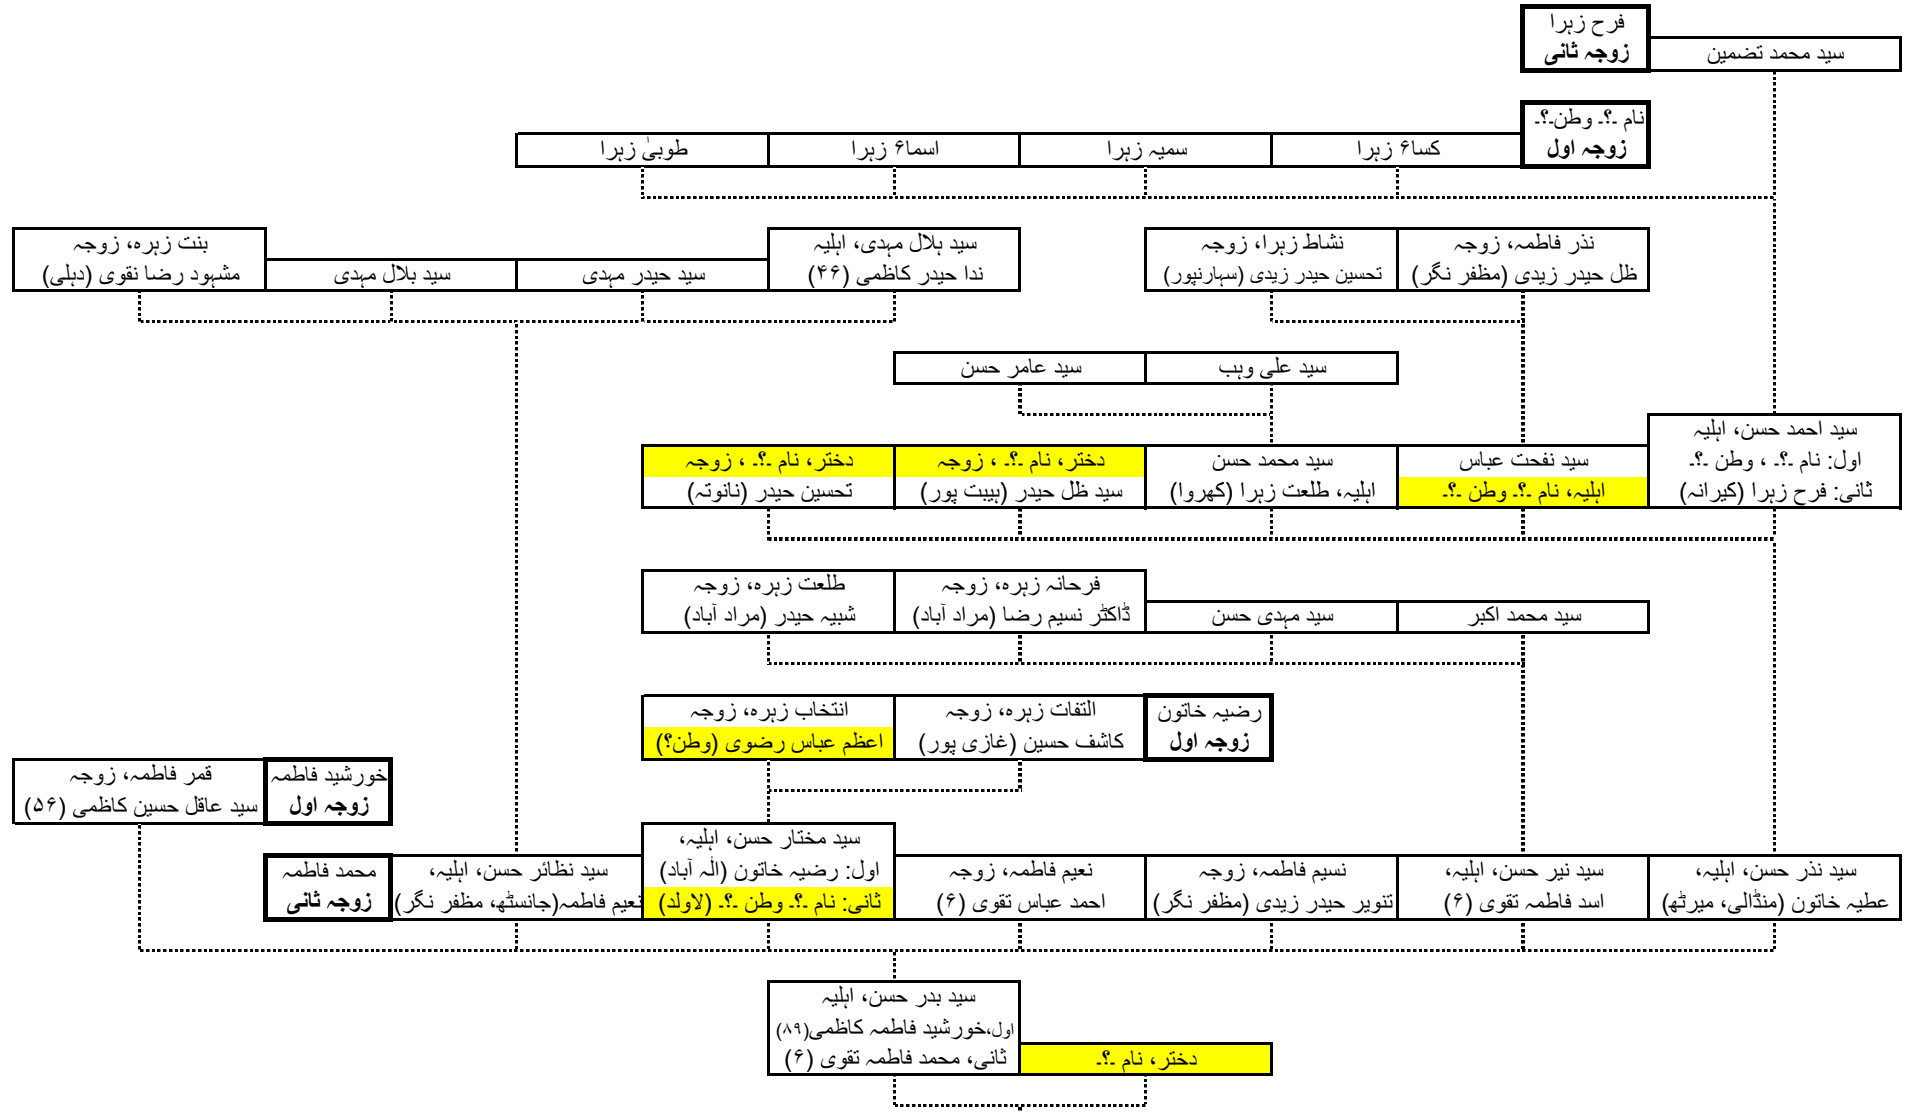 فرح زہرا
زوجہ ثانی
سید محمد تضمین
نام ـ؟ـ وطن ـ؟ـ
زوجہ اول
کساء زہرا
سمیہ زہرا
اسماء زہرا
طوبیٰ زہرا
نذر فاطمہ، زوجہ
ظل حیدر زیدی (مظفر نگر)
نشاط زہرا، زوجہ
تحسین حیدر زیدی (سہارنپور)
سید ہلال مہدی، اہلیہ
ندا حیدر کاظمی (۴۶)
سید حیدر مہدی
سید بلال مہدی
بنت زہرہ، زوجہ
مشہود رضا نقوی (دہلی)
سید علی وہب
سید عامر حسن
سید احمد حسن، اہلیہ
اول: نام ـ؟ـ ، وطن ـ؟ـ
ثانی: فرح زہرا (کیرانہ)
سید نفحت عباس
اہلیہ، نام ـ؟ـ وطن ـ؟ـ
سید محمد حسن
اہلیہ، طلعت زہرا (کھروا)
دختر، نام ـ؟ـ ، زوجہ
سید ظل حیدر (ہیبت پور)
دختر، نام ـ؟ـ ، زوجہ
تحسین حیدر (نانوتہ)
سید محمد اکبر
سید مہدی حسن
فرحانہ زہرہ، زوجہ
ڈاکٹر نسیم رضا (مراد آباد)
طلعت زہرہ، زوجہ
شبیہ حیدر (مراد آباد)
رضیہ خاتون
زوجہ اول
التفات زہرہ، زوجہ
کاشف حسین (غازی پور)
انتخاب زہرہ، زوجہ
اعظم عباس رضوی (وطن؟)
خورشید فاطمہ
زوجہ اول
قمر فاطمہ، زوجہ
سید عاقل حسین کاظمی (۵۶)
سید نذر حسن، اہلیہ،
عطیہ خاتون (منڈالی، میرٹھ)
سید نیر حسن، اہلیہ،
اسد فاطمہ تقوی (۶)
نسیم فاطمہ، زوجہ
تنویر حیدر زیدی (مظفر نگر)
نعیم فاطمہ، زوجہ
احمد عباس تقوی (۶)
سید مختار حسن، اہلیہ،
اول: رضیہ خاتون (الٰہ آباد)
ثانی: نام ـ؟ـ وطن ـ؟ـ (لاولد)
سید نظائر حسن، اہلیہ،
نعیم فاطمہ(جانسٹھ، مظفر نگر)
محمد فاطمہ
زوجہ ثانی
سید بدر حسن، اہلیہ
اول،خورشید فاطمہ کاظمی(۸۹)
ثانی، محمد فاطمہ تقوی (۶)
دختر، نام ـ؟ـ